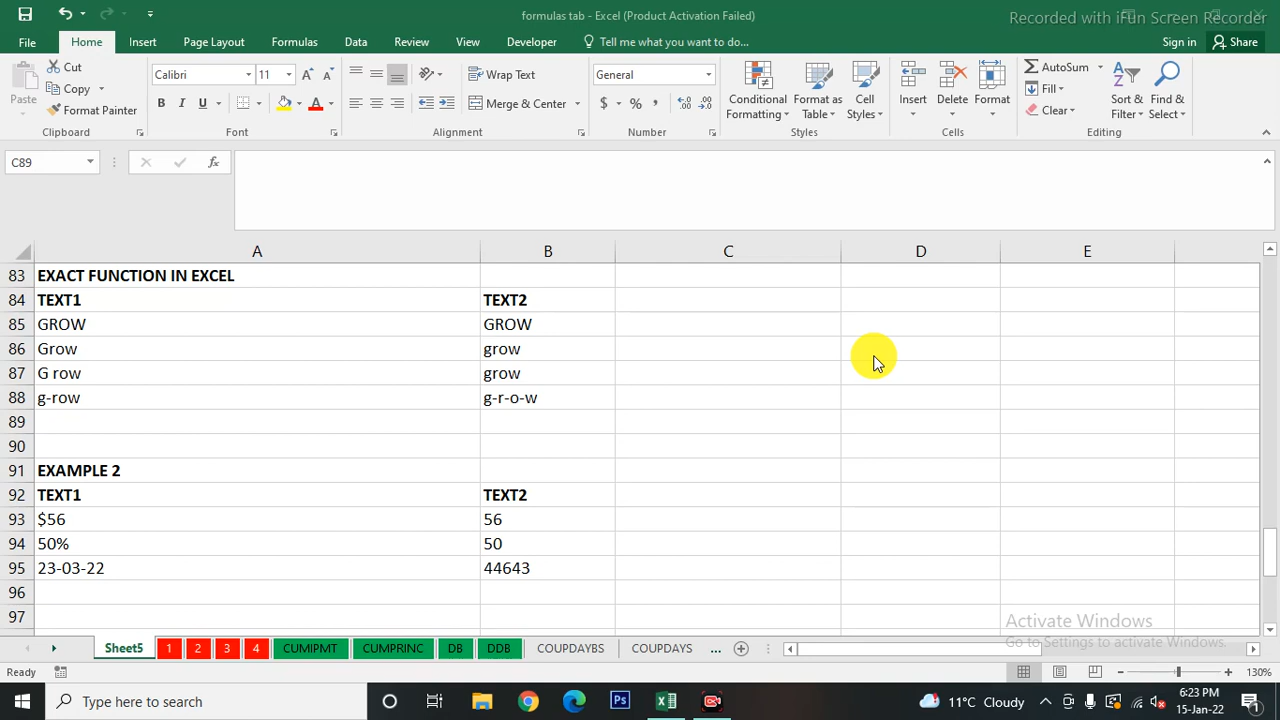 formulas tab - Excel (Product Activation Failed)
Recorded with iFun Screen Recorder
File Home Insert Page Layout Formulas Data Review View Developer Tell me what you want to do... Sign in Share
Paste
Cut
Copy
Format Painter
Calibri 11
B I U
Wrap Text
Merge & Center
General
$ % ,
Conditional Formatting
Format as Table
Cell Styles
Insert
Delete
Format
AutoSum
Fill
Clear
Sort & Filter
Find & Select
Clipboard Font Alignment Number Styles Cells Editing
C89 fx
A B C D E
83 EXACT FUNCTION IN EXCEL
84 TEXT1 TEXT2
85 GROW GROW
86 Grow grow
87 G row grow
88 g-row g-r-o-w
89
90
91 EXAMPLE 2
92 TEXT1 TEXT2
93 $56 56
94 50% 50
95 23-03-22 44643
96
97
Activate Windows
Go to Settings to activate Windows.
Sheet5 1 2 3 4 CUMIPMT CUMPRINC DB DDB COUPDAYBS COUPDAYS ...
Ready 130%
Type here to search
Ps
11°C Cloudy
6:23 PM
15-Jan-22
1